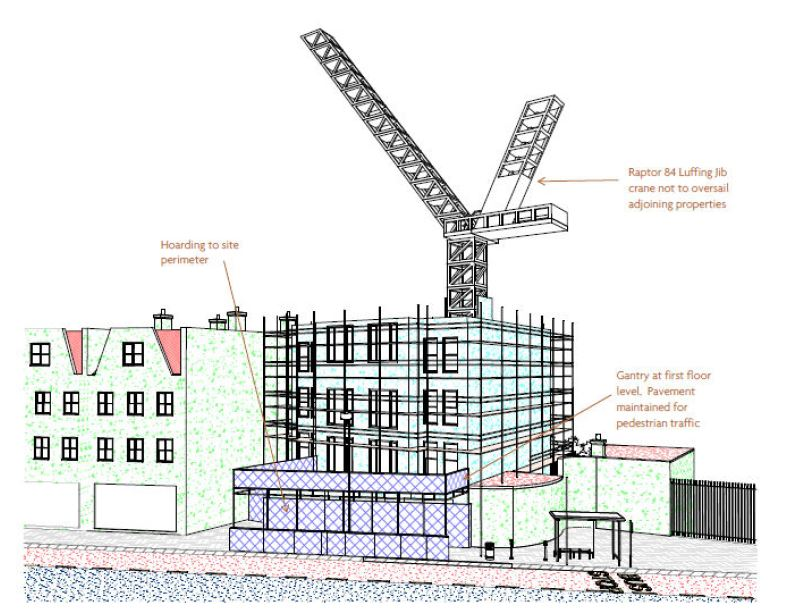 Raptor 84 Luffing Jib
crane not to oversail
adjoining properties
Hoarding to site
perimeter
Gantry at first floor
level. Pavement
maintained for
pedestrian traffic